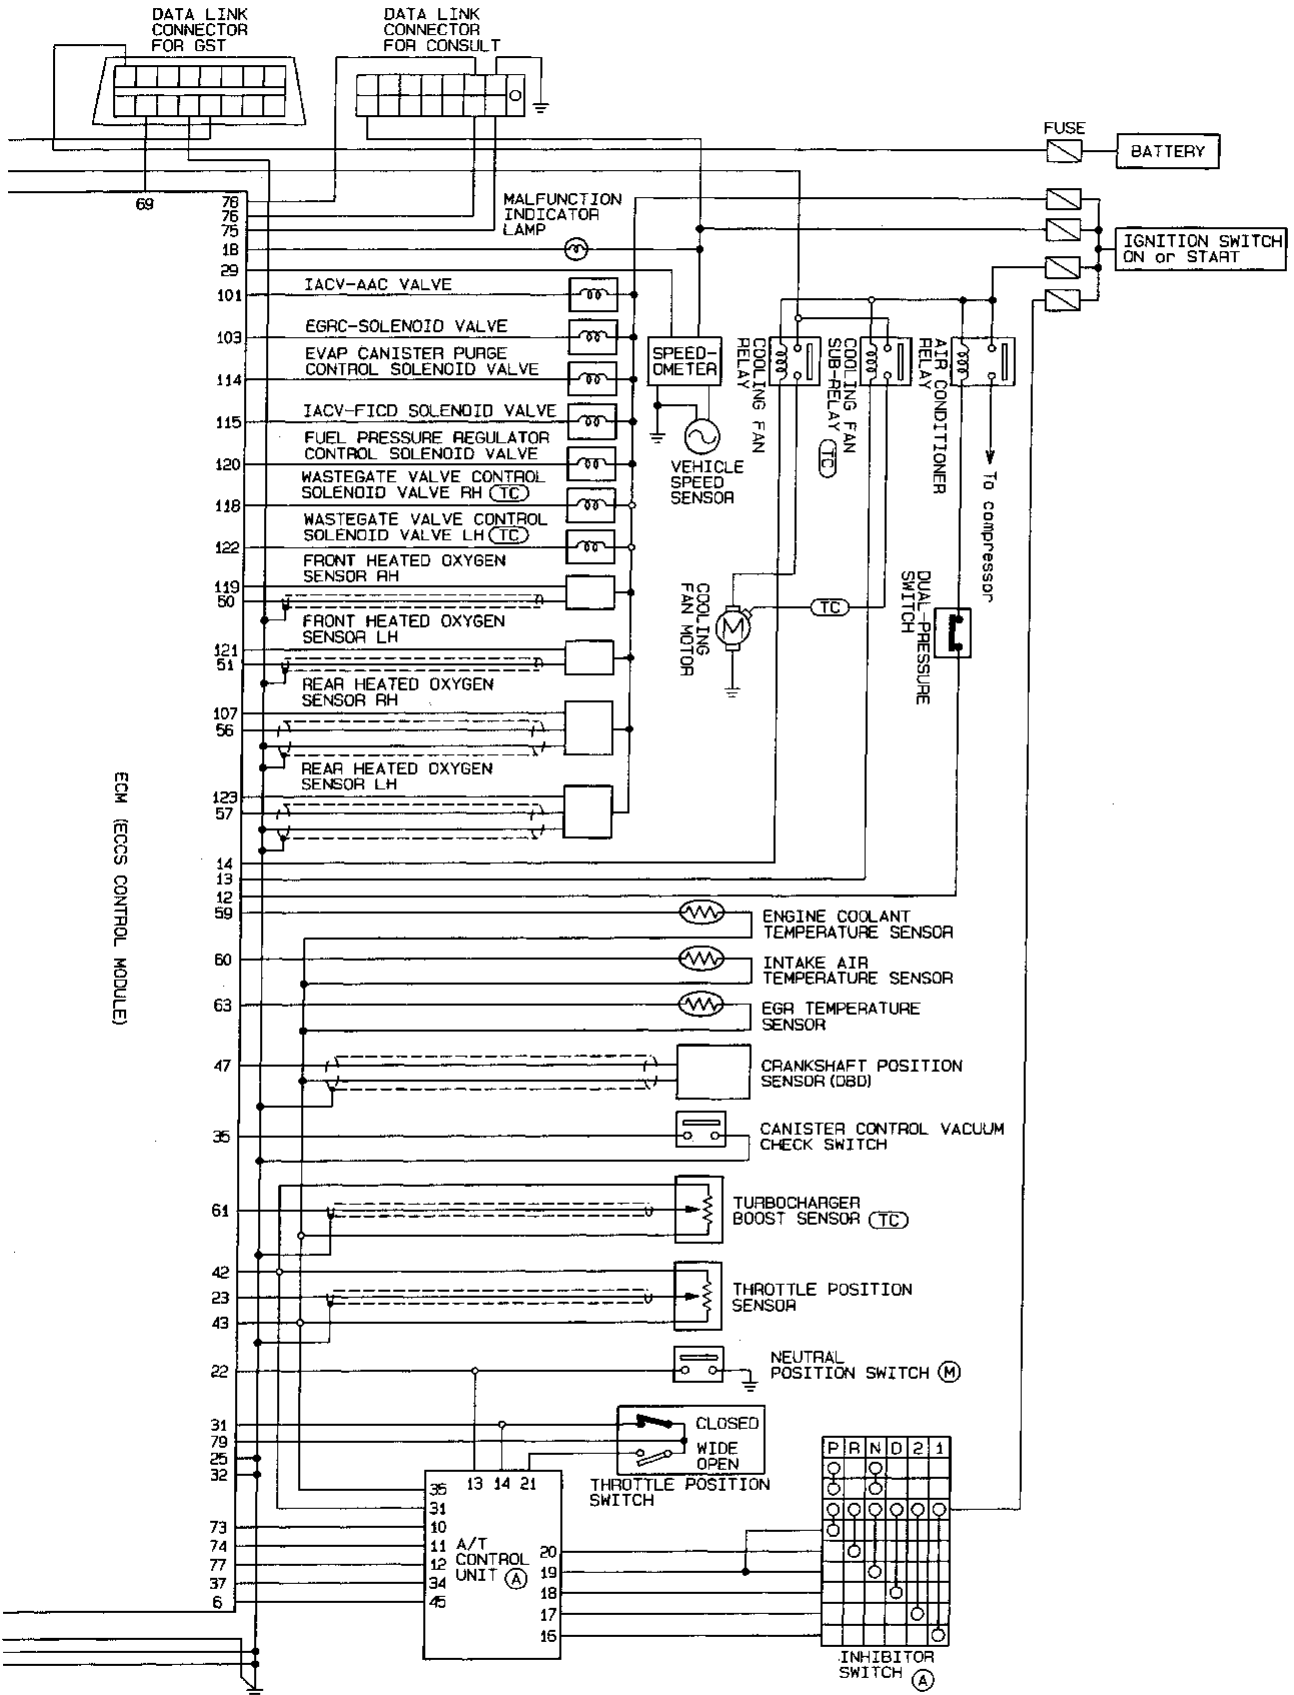 DATA LINK
CONNECTOR
FOR GST
DATA LINK
CONNECTOR
FOR CONSULT
FUSE
BATTERY
69
78
76
75
18
29
MALFUNCTION
INDICATOR
LAMP
IGNITION SWITCH
ON or START
101
IACV-AAC VALVE
103
EGRC-SOLENOID VALVE
114
EVAP CANISTER PURGE
CONTROL SOLENOID VALVE
115
IACV-FICD SOLENOID VALVE
120
FUEL PRESSURE REGULATOR
CONTROL SOLENOID VALVE
118
WASTEGATE VALVE CONTROL
SOLENOID VALVE RH TC
122
WASTEGATE VALVE CONTROL
SOLENOID VALVE LH TC
SPEED-
OMETER
VEHICLE
SPEED
SENSOR
COOLING FAN
RELAY
COOLING FAN
SUB-RELAY TC
AIR CONDITIONER
RELAY
To compressor
DUAL-PRESSURE
SWITCH
COOLING
FAN MOTOR
M
TC
FRONT HEATED OXYGEN
SENSOR RH
119
50
FRONT HEATED OXYGEN
SENSOR LH
121
51
REAR HEATED OXYGEN
SENSOR RH
107
56
REAR HEATED OXYGEN
SENSOR LH
123
57
ECM (ECCS CONTROL MODULE)
14
13
12
59
ENGINE COOLANT
TEMPERATURE SENSOR
60
INTAKE AIR
TEMPERATURE SENSOR
63
EGR TEMPERATURE
SENSOR
47
CRANKSHAFT POSITION
SENSOR (OBD)
35
CANISTER CONTROL VACUUM
CHECK SWITCH
61
TURBOCHARGER
BOOST SENSOR TC
42
23
43
THROTTLE POSITION
SENSOR
22
NEUTRAL
POSITION SWITCH M
31
79
25
32
CLOSED
WIDE
OPEN
THROTTLE POSITION
SWITCH
P R N D 2 1
13 14 21
35
31
73
74
77
37
6
10
11
12
34
45
A/T
CONTROL
UNIT A
20
19
18
17
16
INHIBITOR
SWITCH A